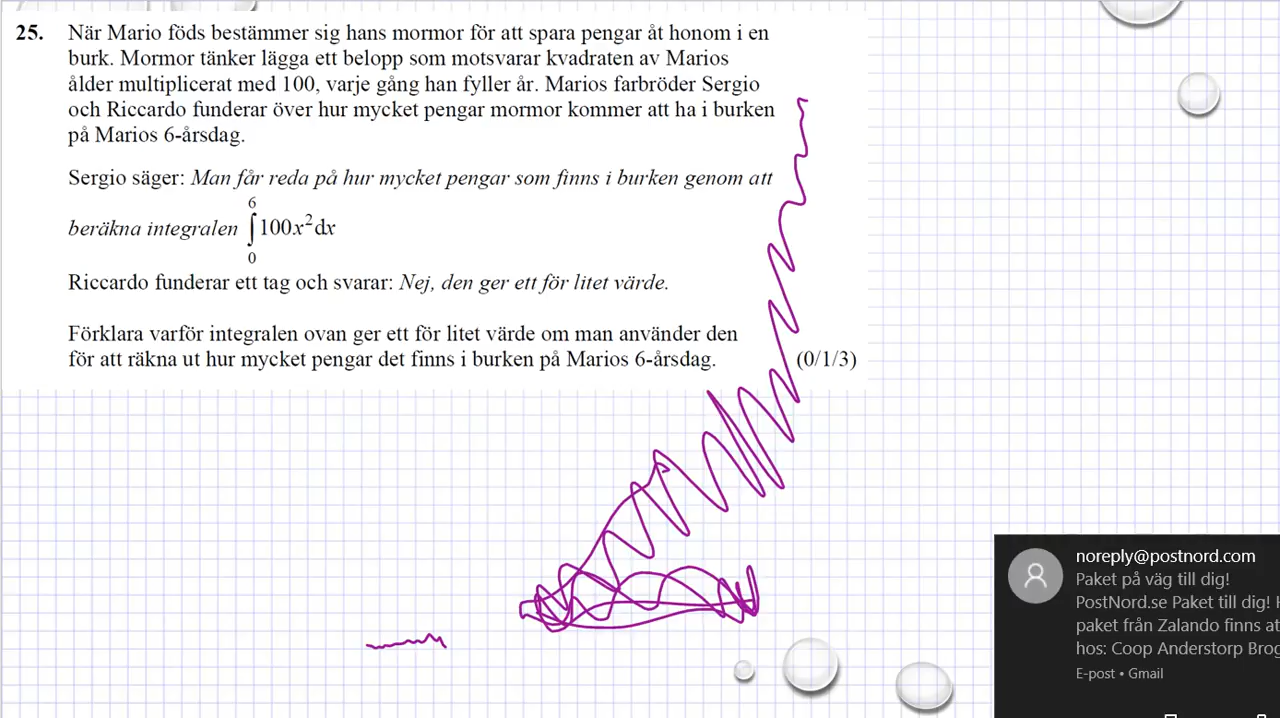 25. När Mario föds bestämmer sig hans mormor för att spara pengar åt honom i en
burk. Mormor tänker lägga ett belopp som motsvarar kvadraten av Marios
ålder multiplicerat med 100, varje gång han fyller år. Marios farbröder Sergio
och Riccardo funderar över hur mycket pengar mormor kommer att ha i burken
på Marios 6-årsdag.
Sergio säger: Man får reda på hur mycket pengar som finns i burken genom att
beräkna integralen ∫₀⁶ 100x² dx
Riccardo funderar ett tag och svarar: Nej, den ger ett för litet värde.
Förklara varför integralen ovan ger ett för litet värde om man använder den
för att räkna ut hur mycket pengar det finns i burken på Marios 6-årsdag. (0/1/3)
noreply@postnord.com
Paket på väg till dig!
PostNord.se Paket till dig! H
paket från Zalando finns at
hos: Coop Anderstorp Brog
E-post • Gmail